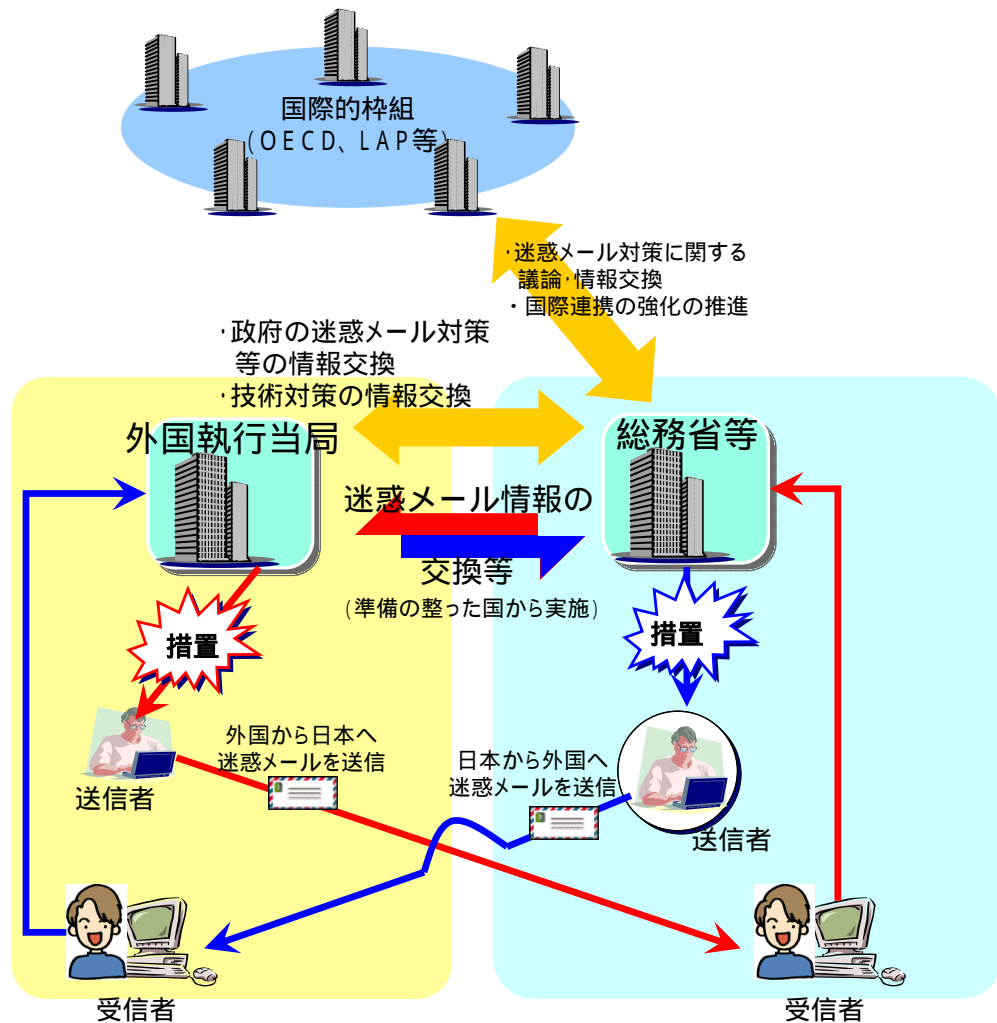 国際的枠組
(OECD、LAP等)
・迷惑メール対策に関する
議論・情報交換
・国際連携の強化の推進
・政府の迷惑メール対策
等の情報交換
・技術対策の情報交換
外国執行当局
総務省等
迷惑メール情報の
交換等
(準備の整った国から実施)
措置
措置
外国から日本へ
迷惑メールを送信
日本から外国へ
迷惑メールを送信
送信者
送信者
受信者
受信者